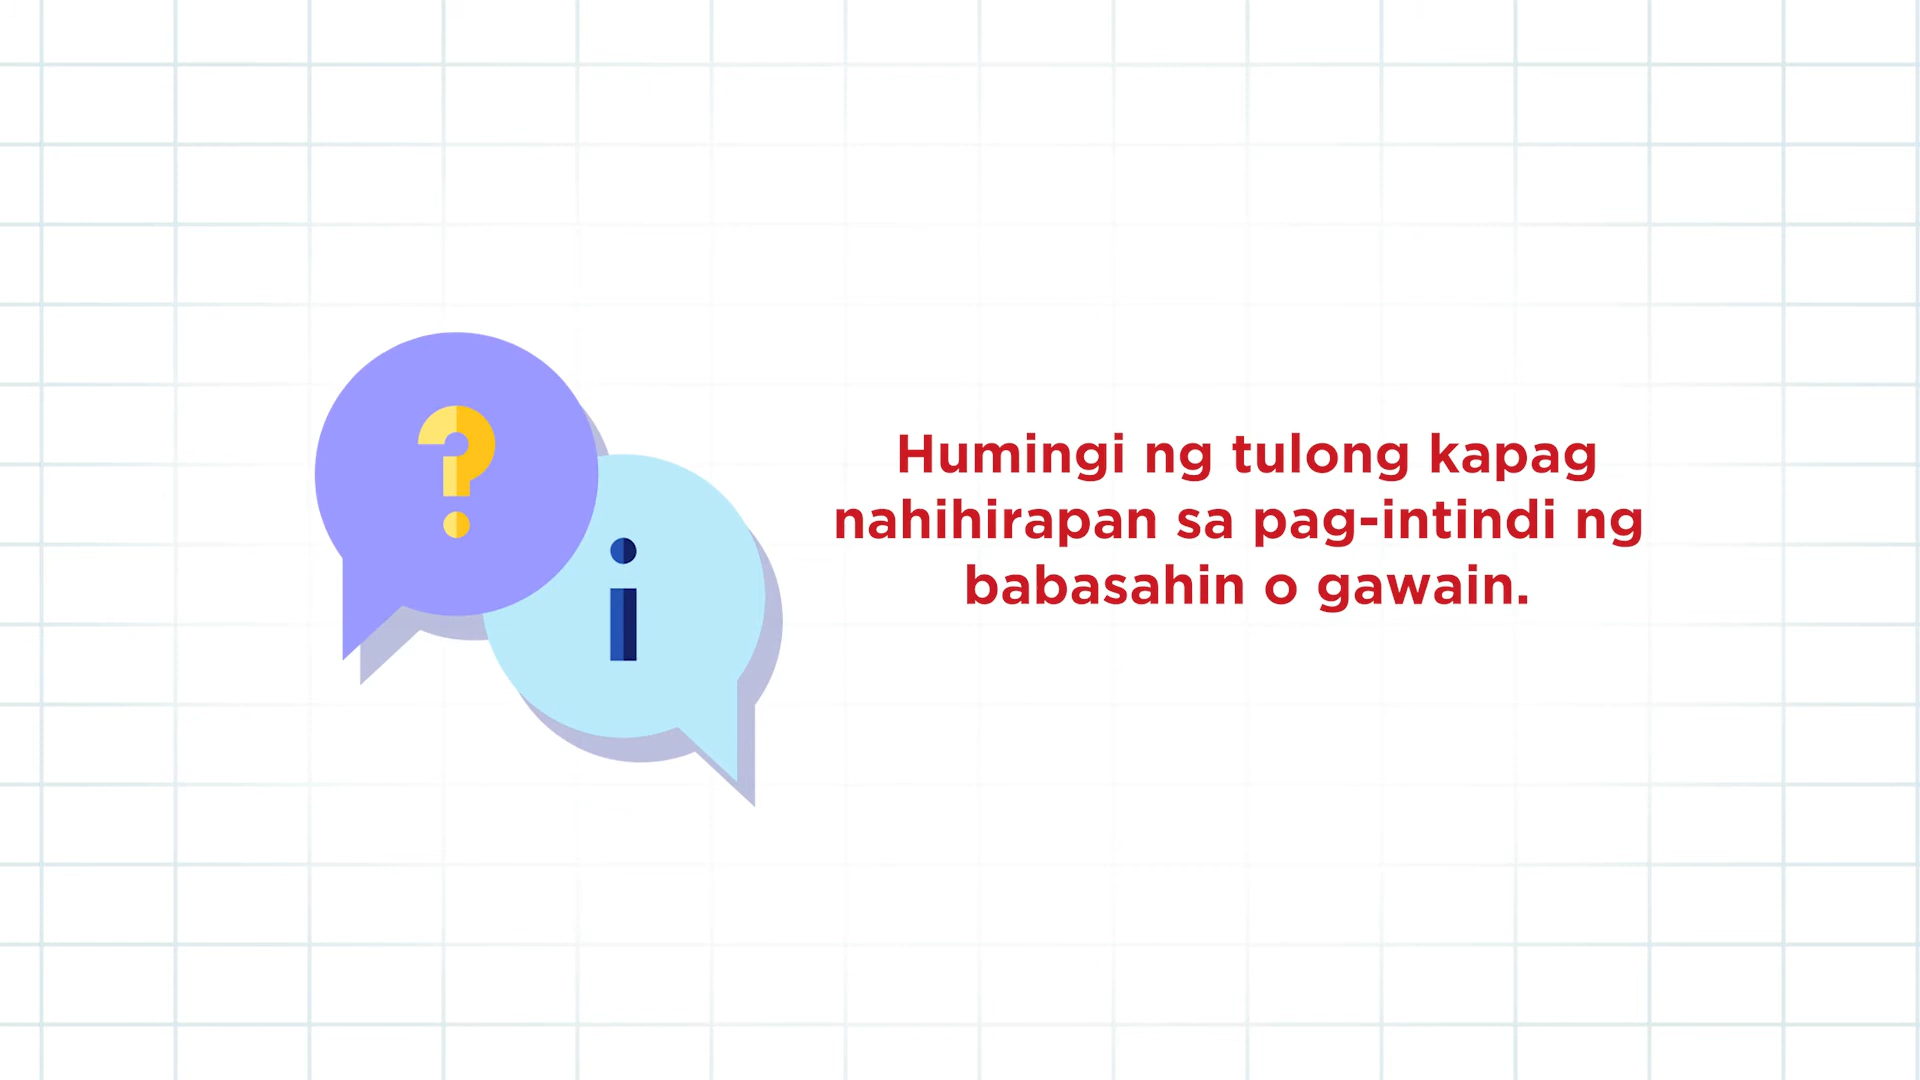 ?
i
Humingi ng tulong kapag
nahihirapan sa pag-intindi ng
babasahin o gawain.